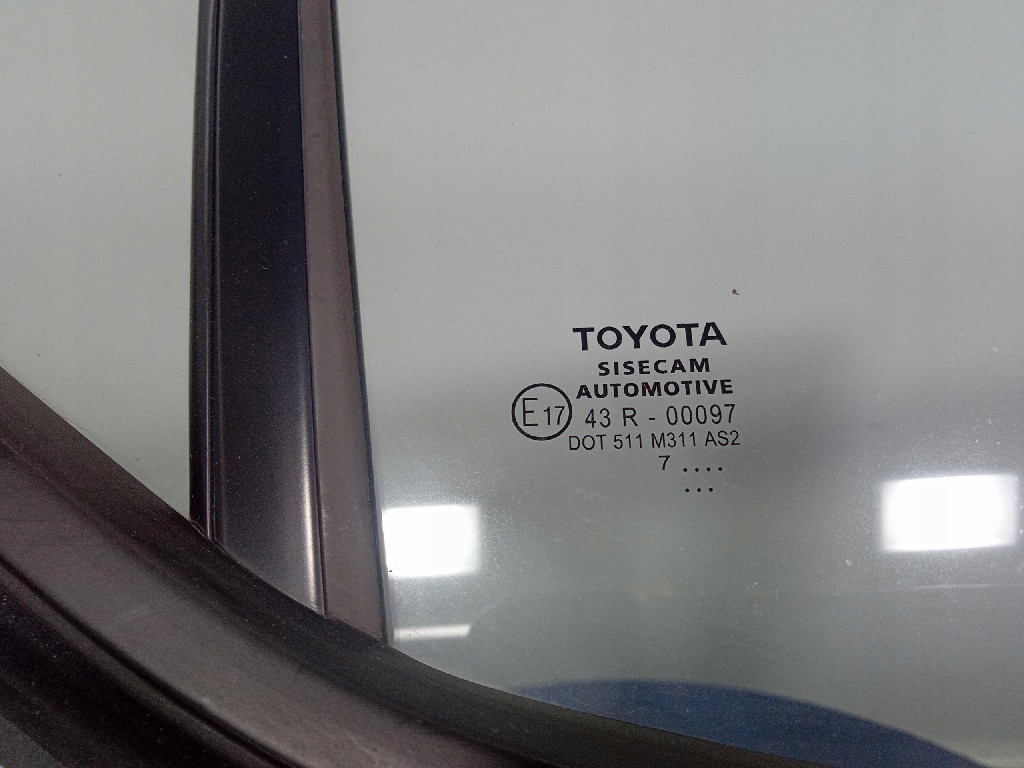 TOYOTA
SISECAM
AUTOMOTIVE
E17 43 R - 00097
DOT 511 M311 AS2
7 ....
...